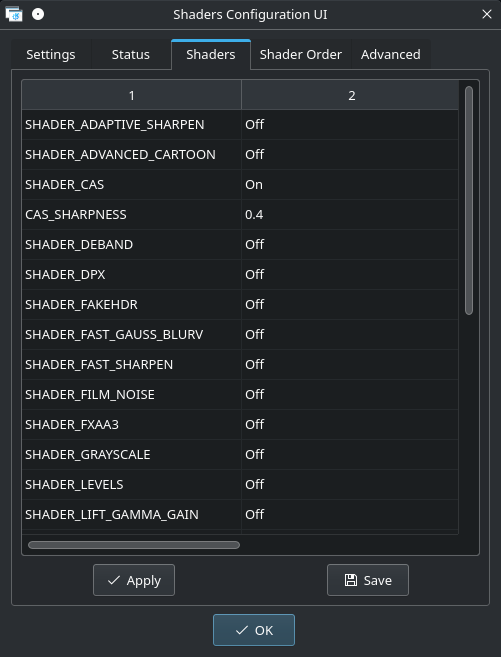 Shaders Configuration UI
Settings Status Shaders Shader Order Advanced
1 2
SHADER_ADAPTIVE_SHARPEN Off
SHADER_ADVANCED_CARTOON Off
SHADER_CAS On
CAS_SHARPNESS 0.4
SHADER_DEBAND Off
SHADER_DPX Off
SHADER_FAKEHDR Off
SHADER_FAST_GAUSS_BLURV Off
SHADER_FAST_SHARPEN Off
SHADER_FILM_NOISE Off
SHADER_FXAA3 Off
SHADER_GRAYSCALE Off
SHADER_LEVELS Off
SHADER_LIFT_GAMMA_GAIN Off
Apply Save
OK